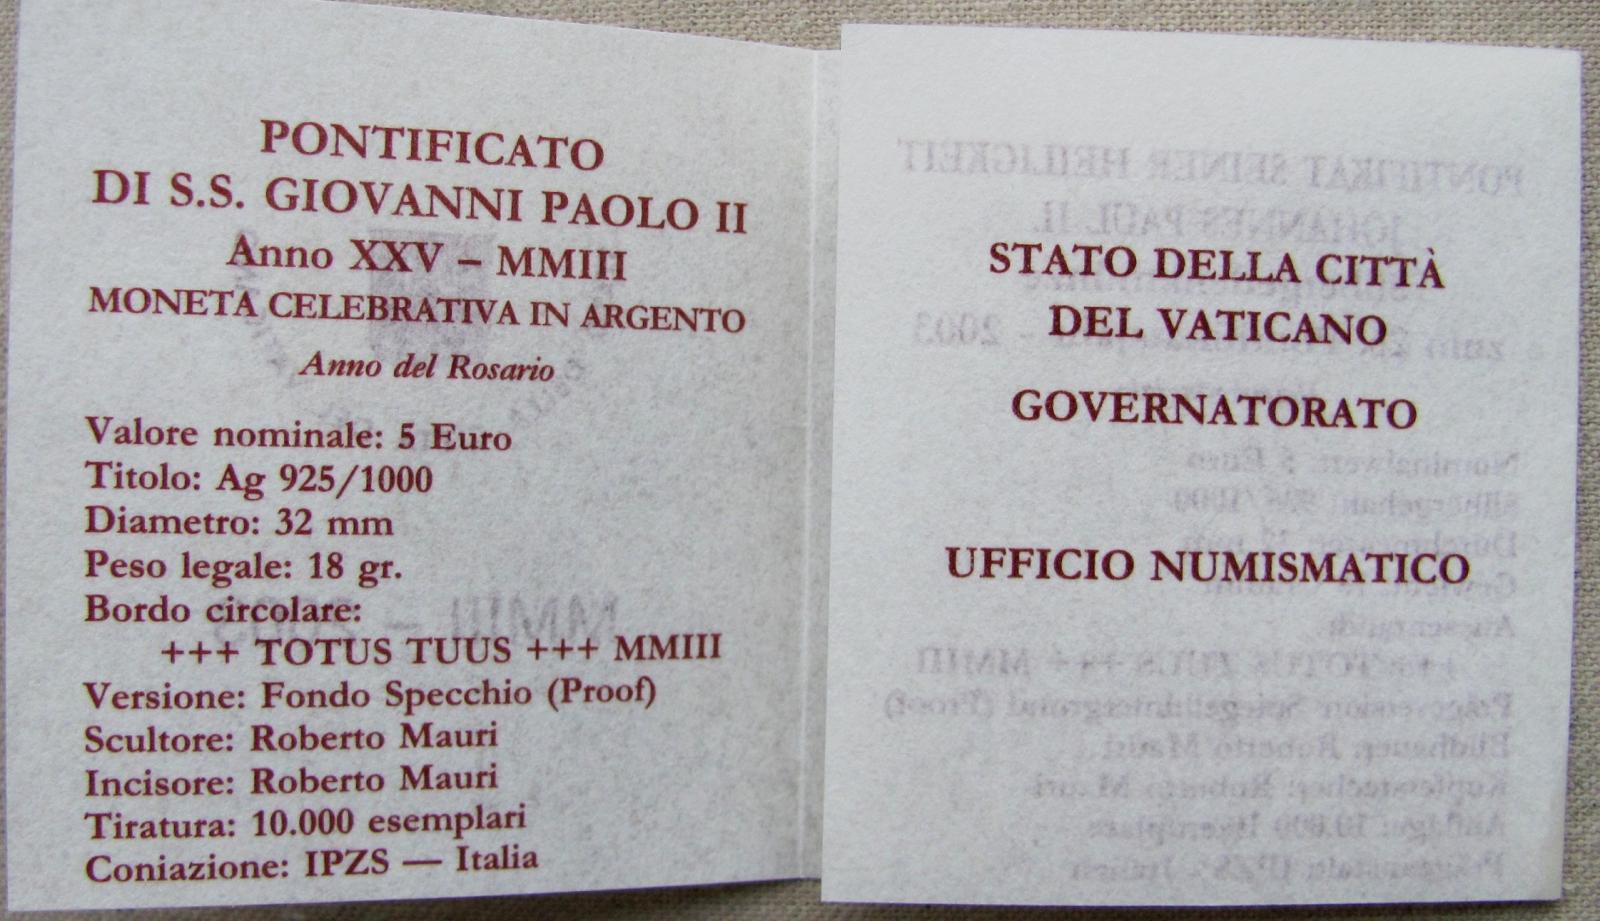 PONTIFICATO
DI S.S. GIOVANNI PAOLO II
Anno XXV – MMIII
MONETA CELEBRATIVA IN ARGENTO
Anno del Rosario
Valore nominale: 5 Euro
Titolo: Ag 925/1000
Diametro: 32 mm
Peso legale: 18 gr.
Bordo circolare:
+++ TOTUS TUUS +++ MMIII
Versione: Fondo Specchio (Proof)
Scultore: Roberto Mauri
Incisore: Roberto Mauri
Tiratura: 10.000 esemplari
Coniazione: IPZS — Italia
STATO DELLA CITTÀ
DEL VATICANO
GOVERNATORATO
UFFICIO NUMISMATICO